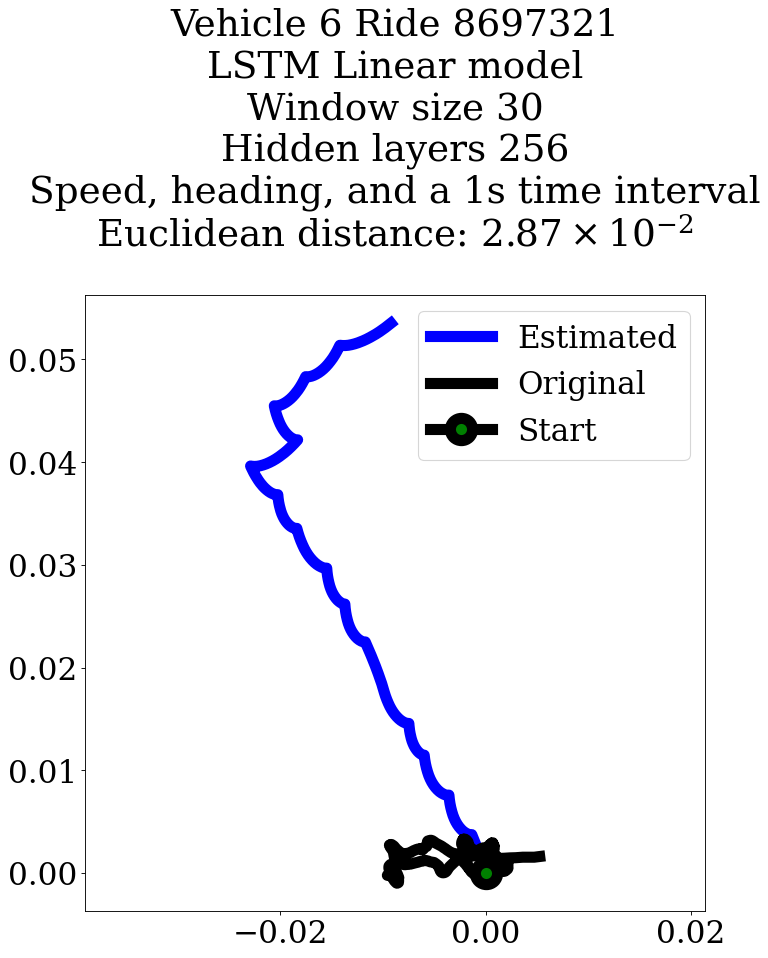 Vehicle 6 Ride 8697321
LSTM Linear model
Window size 30
Hidden layers 256
Speed, heading, and a 1s time interval
Euclidean distance: 2.87 × 10⁻²
Estimated
Original
Start
0.05
0.04
0.03
0.02
0.01
0.00
−0.02 0.00 0.02